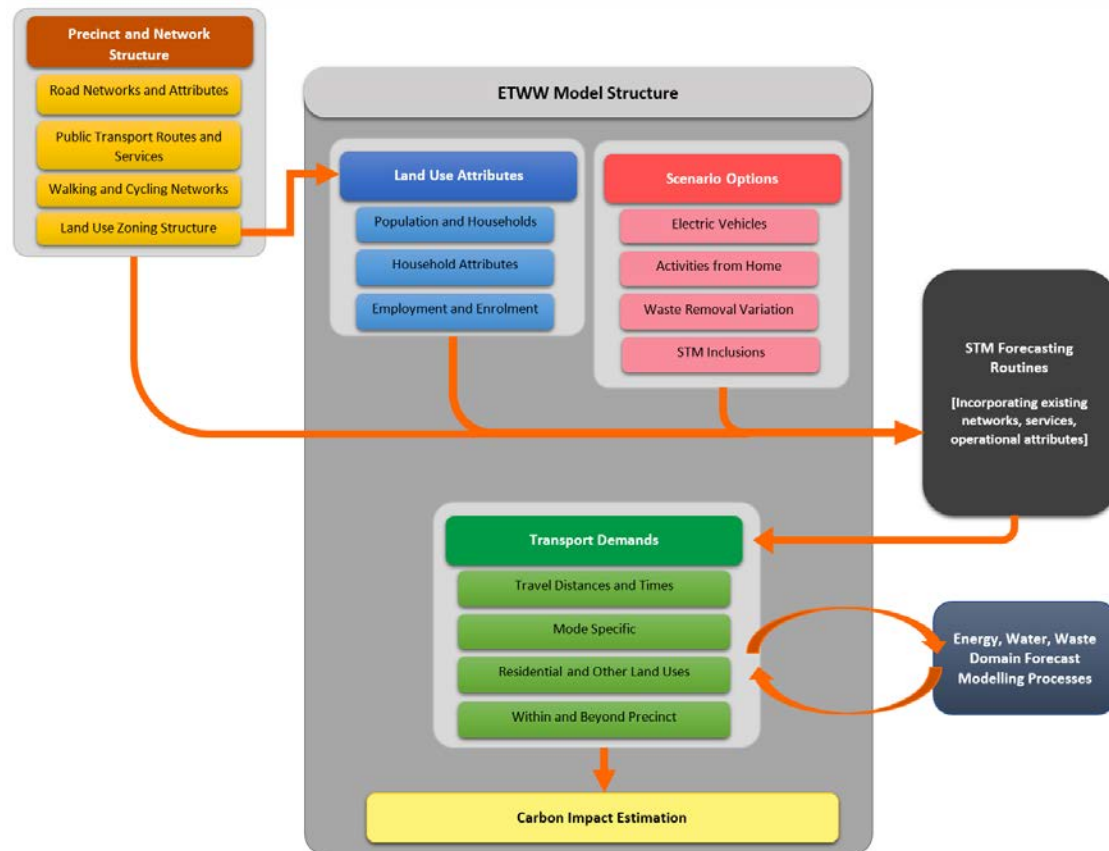 Precinct and Network
Structure
Road Networks and Attributes
Public Transport Routes and
Services
Walking and Cycling Networks
Land Use Zoning Structure
ETWW Model Structure
Land Use Attributes
Population and Households
Household Attributes
Employment and Enrolment
Scenario Options
Electric Vehicles
Activities from Home
Waste Removal Variation
STM Inclusions
STM Forecasting
Routines
[Incorporating existing
networks, services,
operational attributes]
Transport Demands
Travel Distances and Times
Mode Specific
Residential and Other Land Uses
Within and Beyond Precinct
Energy, Water, Waste
Domain Forecast
Modelling Processes
Carbon Impact Estimation